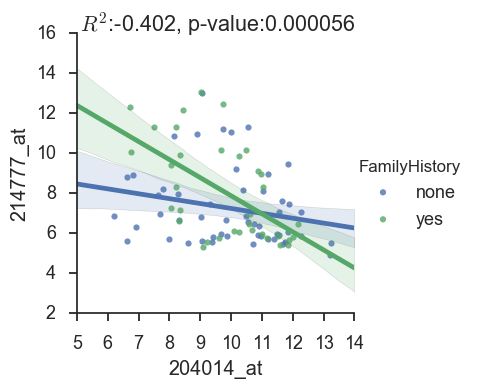 R²:-0.402, p-value:0.000056
16
14
12
10
8
6
4
2
214777_at
5 6 7 8 9 10 11 12 13 14
204014_at
FamilyHistory
none
yes